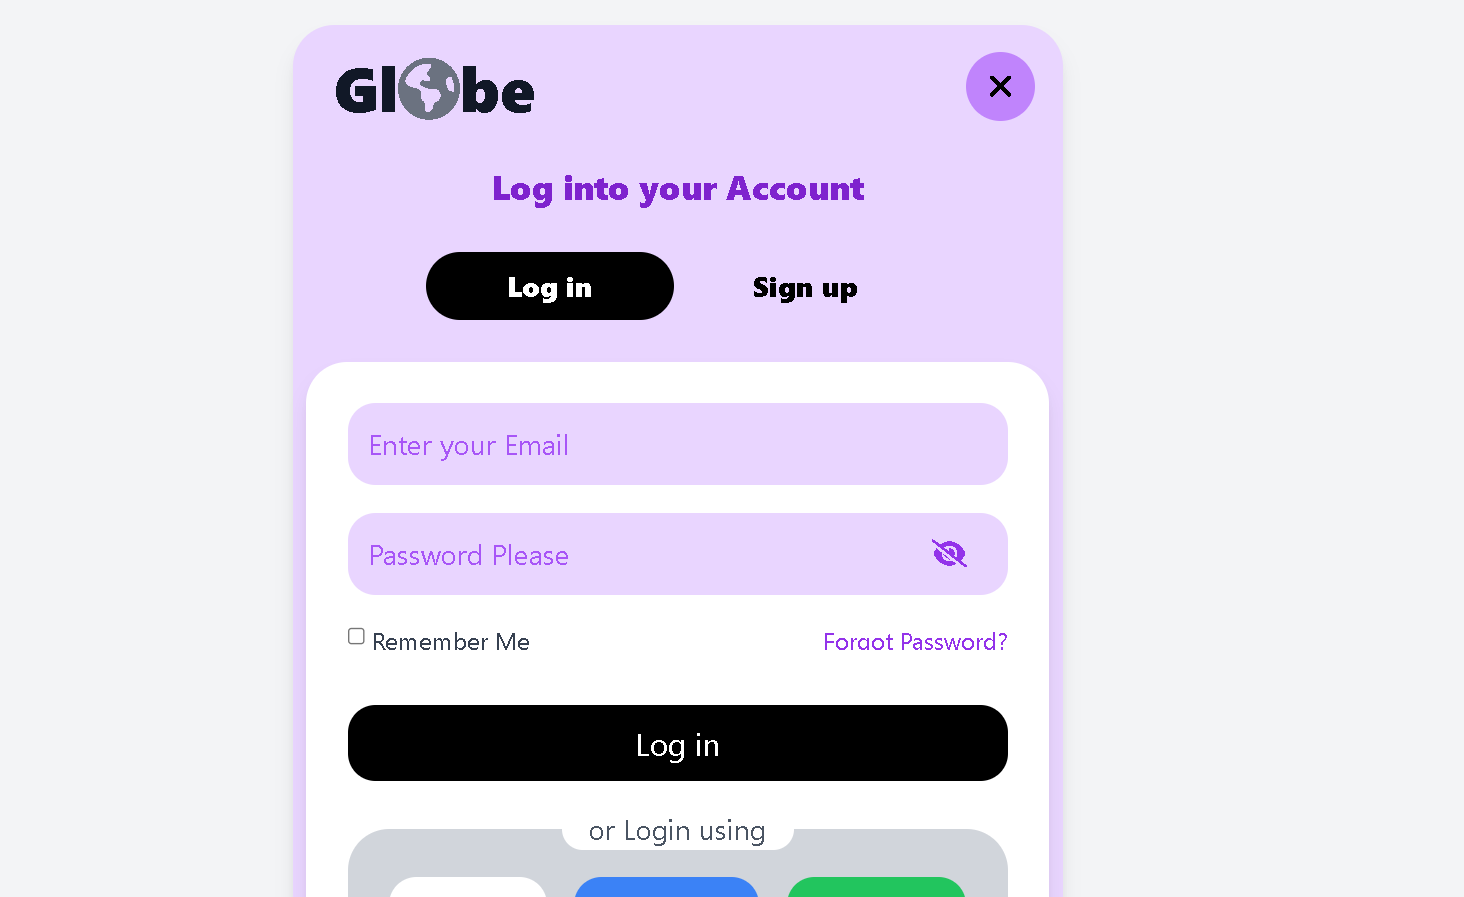 Globe
Log into your Account
Log in
Sign up
Enter your Email
Password Please
Remember Me
Forgot Password?
Log in
or Login using